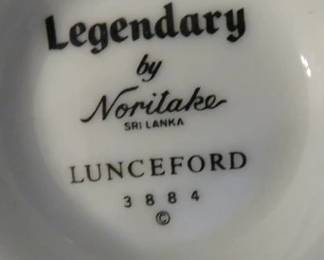 Legendary
by
Noritake
SRI LANKA
LUNCEFORD
3884
©